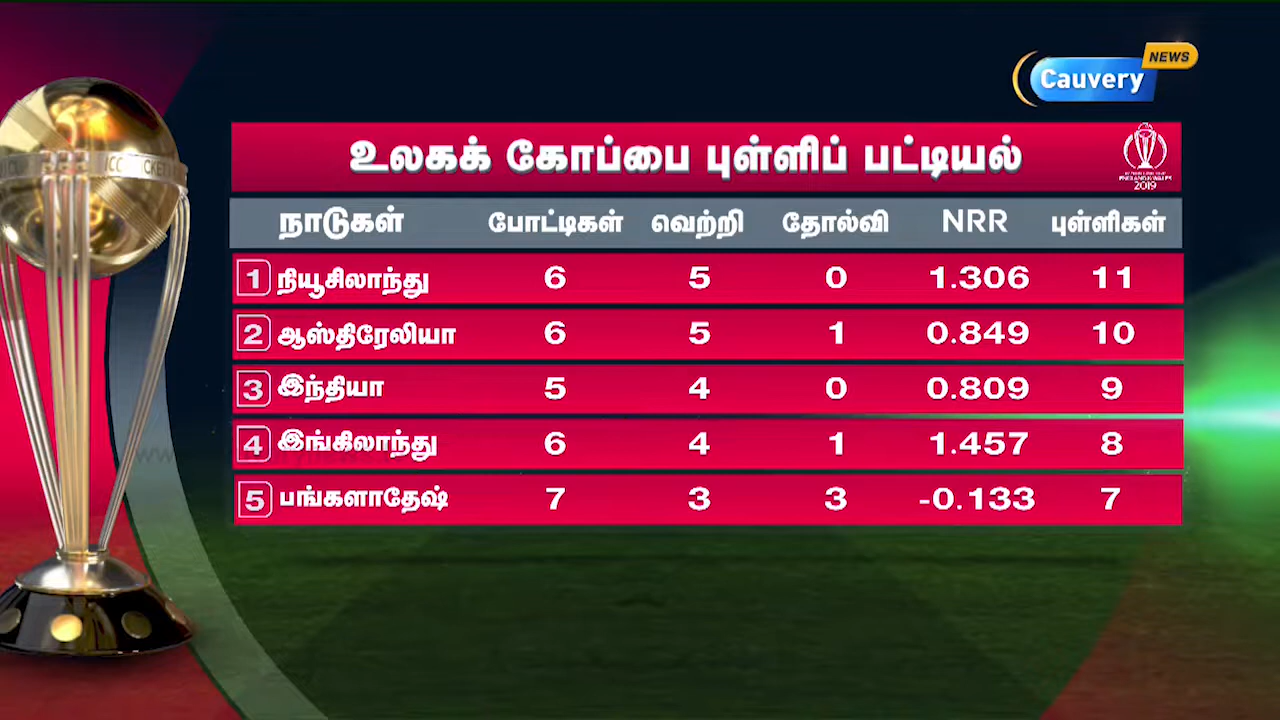 NEWS
Cauvery
உலகக் கோப்பை புள்ளிப் பட்டியல்
2019
நாடுகள் போட்டிகள் வெற்றி தோல்வி NRR புள்ளிகள்
1 நியூசிலாந்து 6 5 0 1.306 11
2 ஆஸ்திரேலியா 6 5 1 0.849 10
3 இந்தியா 5 4 0 0.809 9
4 இங்கிலாந்து 6 4 1 1.457 8
5 பங்களாதேஷ் 7 3 3 -0.133 7